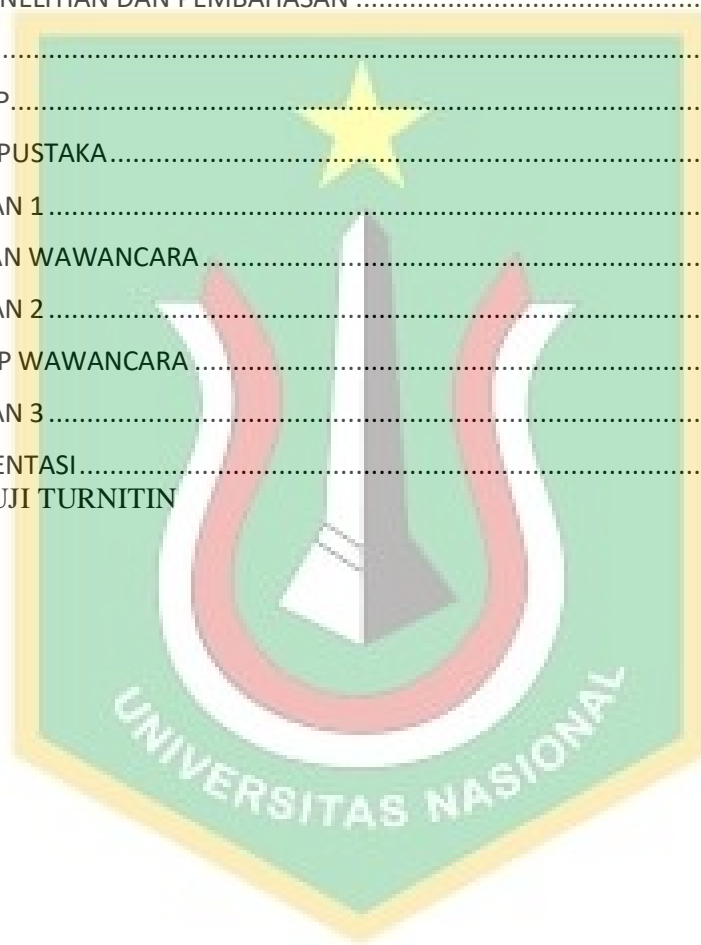 NELITIAN DAN PEMBAHASAN ........................................................
................................................................................................................
P................................................................................................................
PUSTAKA................................................................................................
AN 1 ........................................................................................................
AN WAWANCARA................................................................................
AN 2 ........................................................................................................
P WAWANCARA ..................................................................................
AN 3 ........................................................................................................
ENTASI....................................................................................................
UJI TURNITIN
UNIVERSITAS NASIONAL